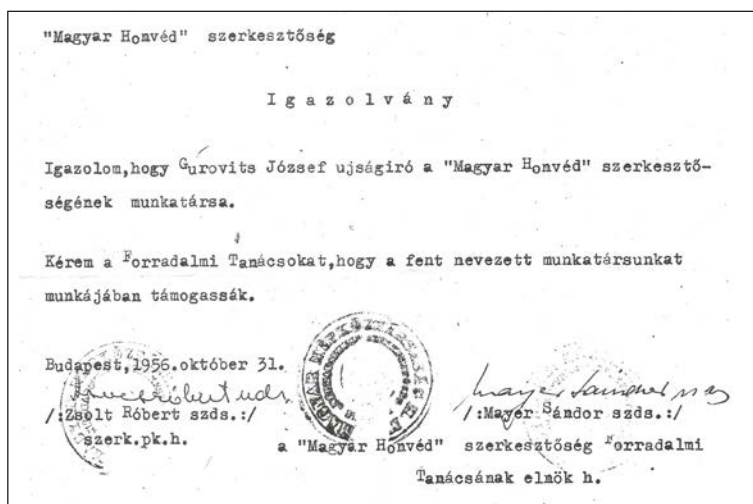 "Magyar Honvéd" szerkesztőség
Igazolvány
Igazolom,hogy Gurovits József ujságiró a "Magyar Honvéd" szerkesztő-
ségének munkatársa.
Kérem a Forradalmi Tanácsokat,hogy a fent nevezett munkatársunkat
munkájában támogassák.
Budapest,1956.október 31.
Mayer Sándor
/:Zsolt Róbert szds.:/ /:Mayer Sándor szds.:/
szerk.pk.h. a "Magyar Honvéd" szerkesztőség Forradalmi
Tanácsának elnök h.